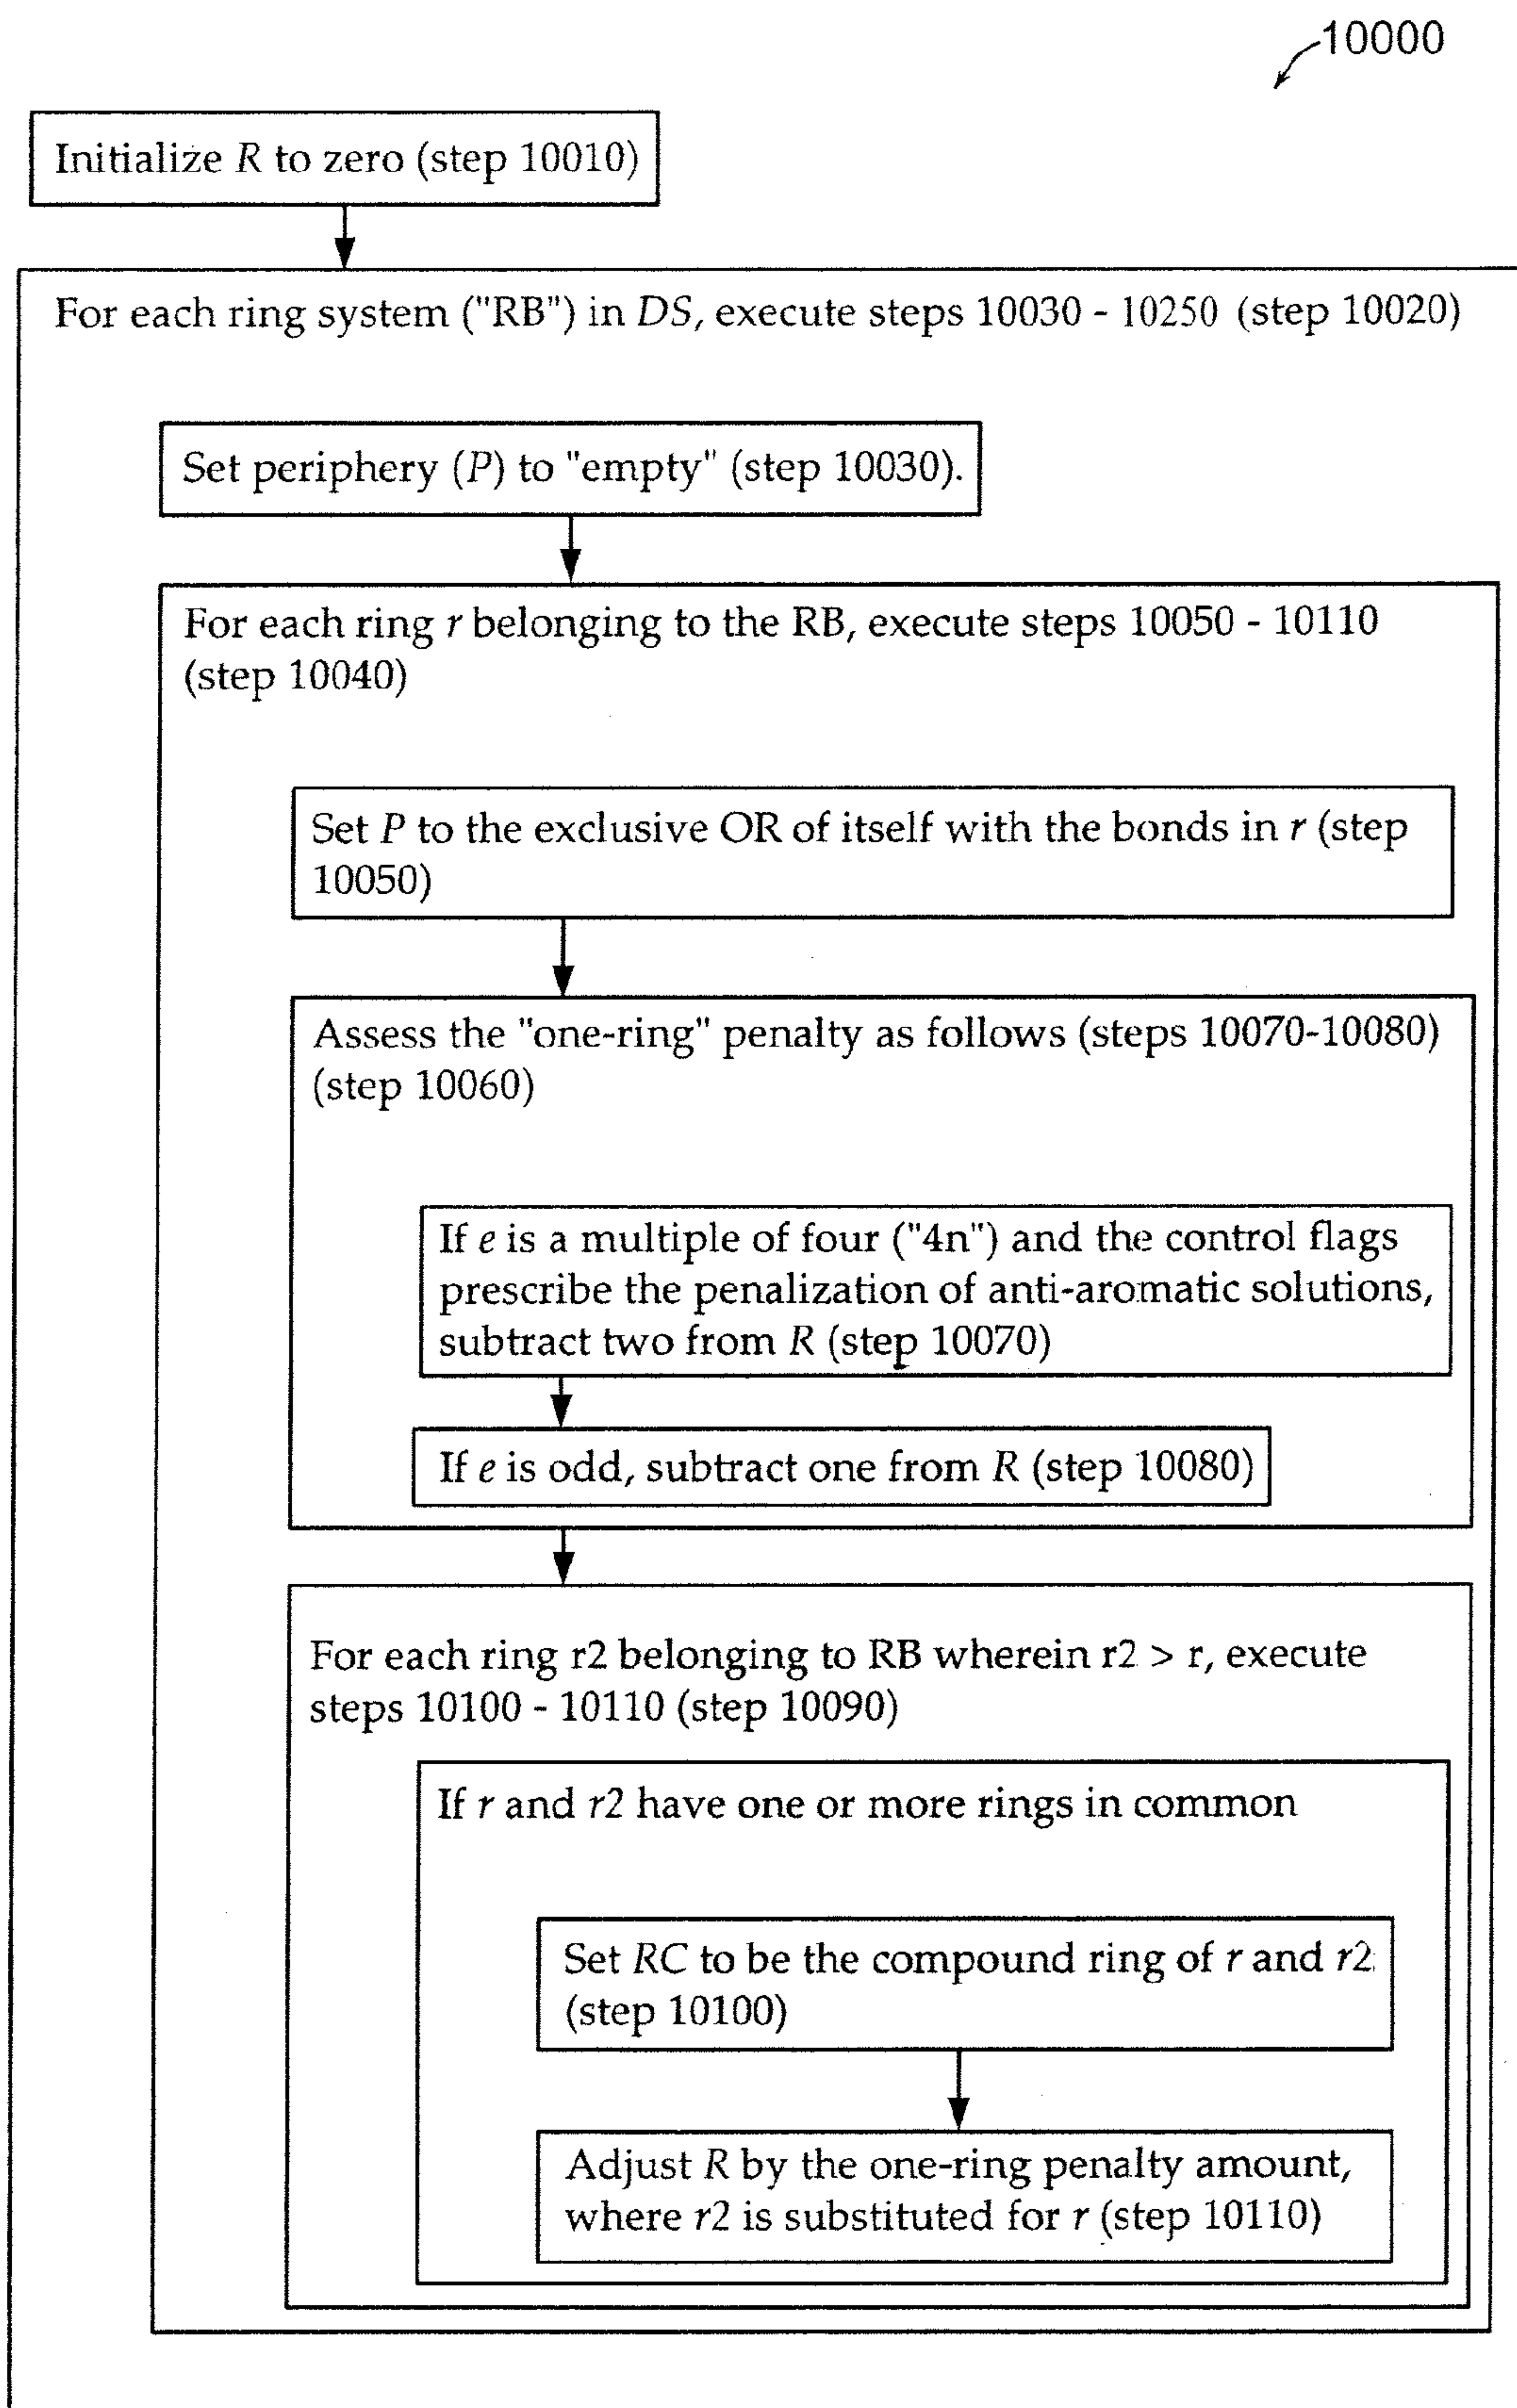 10000
Initialize R to zero (step 10010)
For each ring system ("RB") in DS, execute steps 10030 - 10250 (step 10020)
Set periphery (P) to "empty" (step 10030).
For each ring r belonging to the RB, execute steps 10050 - 10110
(step 10040)
Set P to the exclusive OR of itself with the bonds in r (step
10050)
Assess the "one-ring" penalty as follows (steps 10070-10080)
(step 10060)
If e is a multiple of four ("4n") and the control flags
prescribe the penalization of anti-aromatic solutions,
subtract two from R (step 10070)
If e is odd, subtract one from R (step 10080)
For each ring r2 belonging to RB wherein r2 > r, execute
steps 10100 - 10110 (step 10090)
If r and r2 have one or more rings in common
Set RC to be the compound ring of r and r2
(step 10100)
Adjust R by the one-ring penalty amount,
where r2 is substituted for r (step 10110)